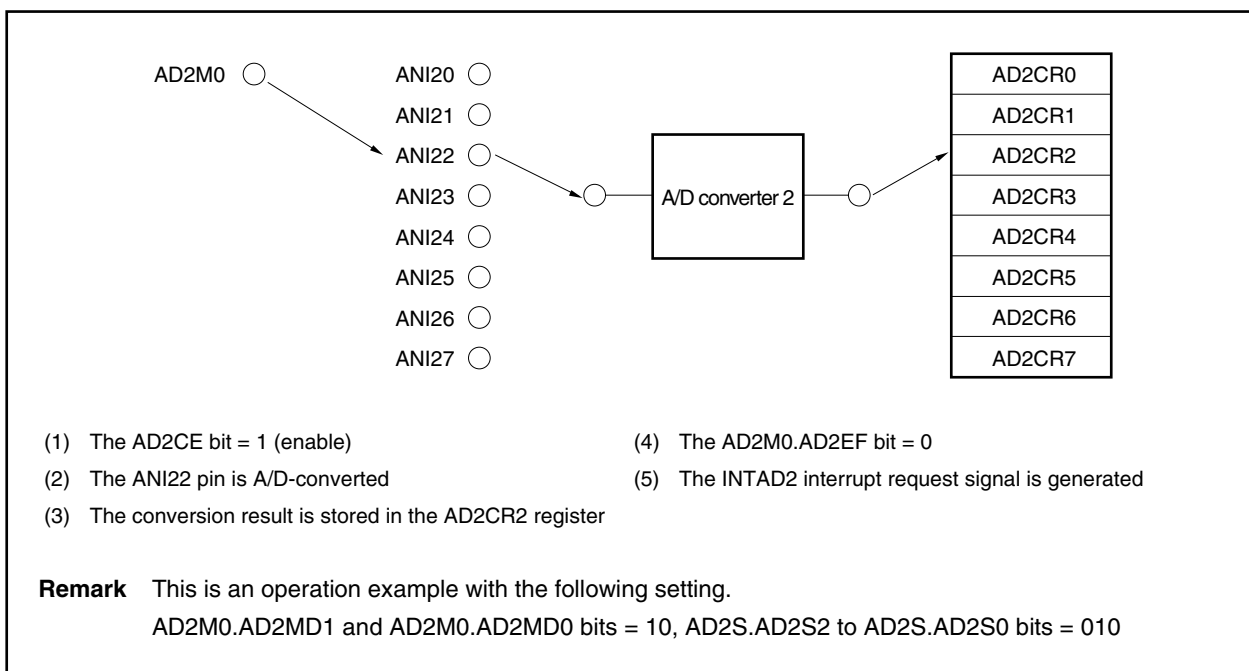 AD2M0
ANI20
ANI21
ANI22
ANI23
ANI24
ANI25
ANI26
ANI27
A/D converter 2
AD2CR0
AD2CR1
AD2CR2
AD2CR3
AD2CR4
AD2CR5
AD2CR6
AD2CR7
(1) The AD2CE bit = 1 (enable)
(2) The ANI22 pin is A/D-converted
(3) The conversion result is stored in the AD2CR2 register
(4) The AD2M0.AD2EF bit = 0
(5) The INTAD2 interrupt request signal is generated
Remark This is an operation example with the following setting.
AD2M0.AD2MD1 and AD2M0.AD2MD0 bits = 10, AD2S.AD2S2 to AD2S.AD2S0 bits = 010